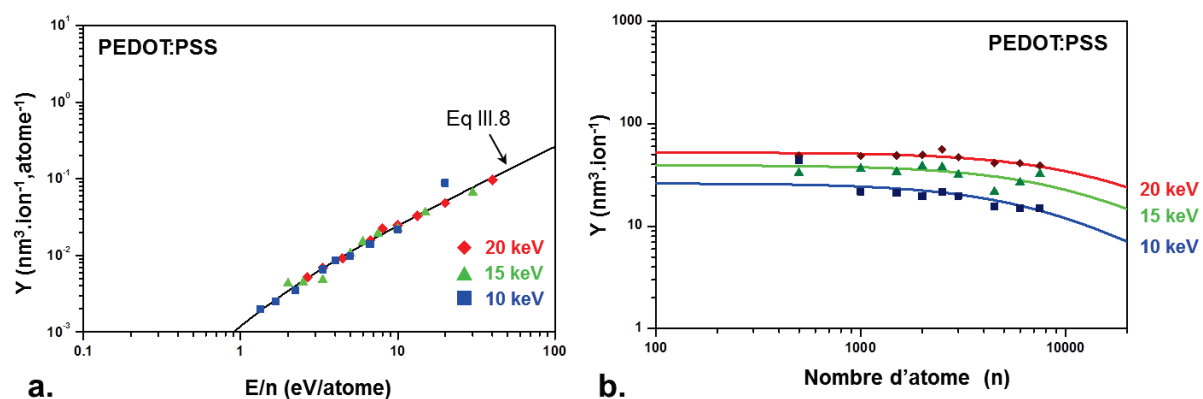 PEDOT:PSS
Y (nm³.ion⁻¹,atome⁻¹)
10¹
10⁰
10⁻¹
10⁻²
10⁻³
Eq III.8
20 keV
15 keV
10 keV
0.1
1
10
100
E/n (eV/atome)
a.
PEDOT:PSS
Y (nm³.ion⁻¹)
1000
100
10
1
20 keV
15 keV
10 keV
100
1000
10000
Nombre d'atome (n)
b.